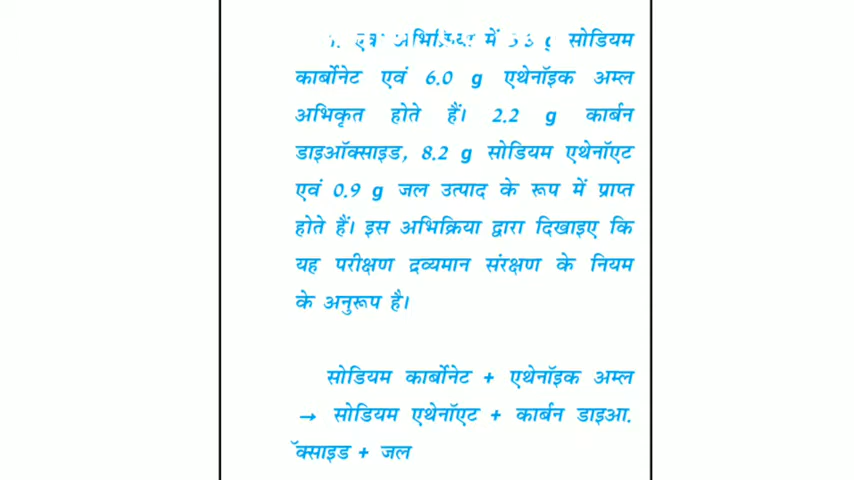 में g सोडियम
कार्बोनेट एवं 6.0 g एथेनॉइक अम्ल
अभिकृत होते हैं। 2.2 g कार्बन
डाइऑक्साइड, 8.2 g सोडियम एथेनॉएट
एवं 0.9 g जल उत्पाद के रूप में प्राप्त
होते हैं। इस अभिक्रिया द्वारा दिखाइए कि
यह परीक्षण द्रव्यमान संरक्षण के नियम
के अनुरूप है।
सोडियम कार्बोनेट + एथेनॉइक अम्ल
→ सोडियम एथेनॉएट + कार्बन डाइआ.
ॅक्साइड + जल